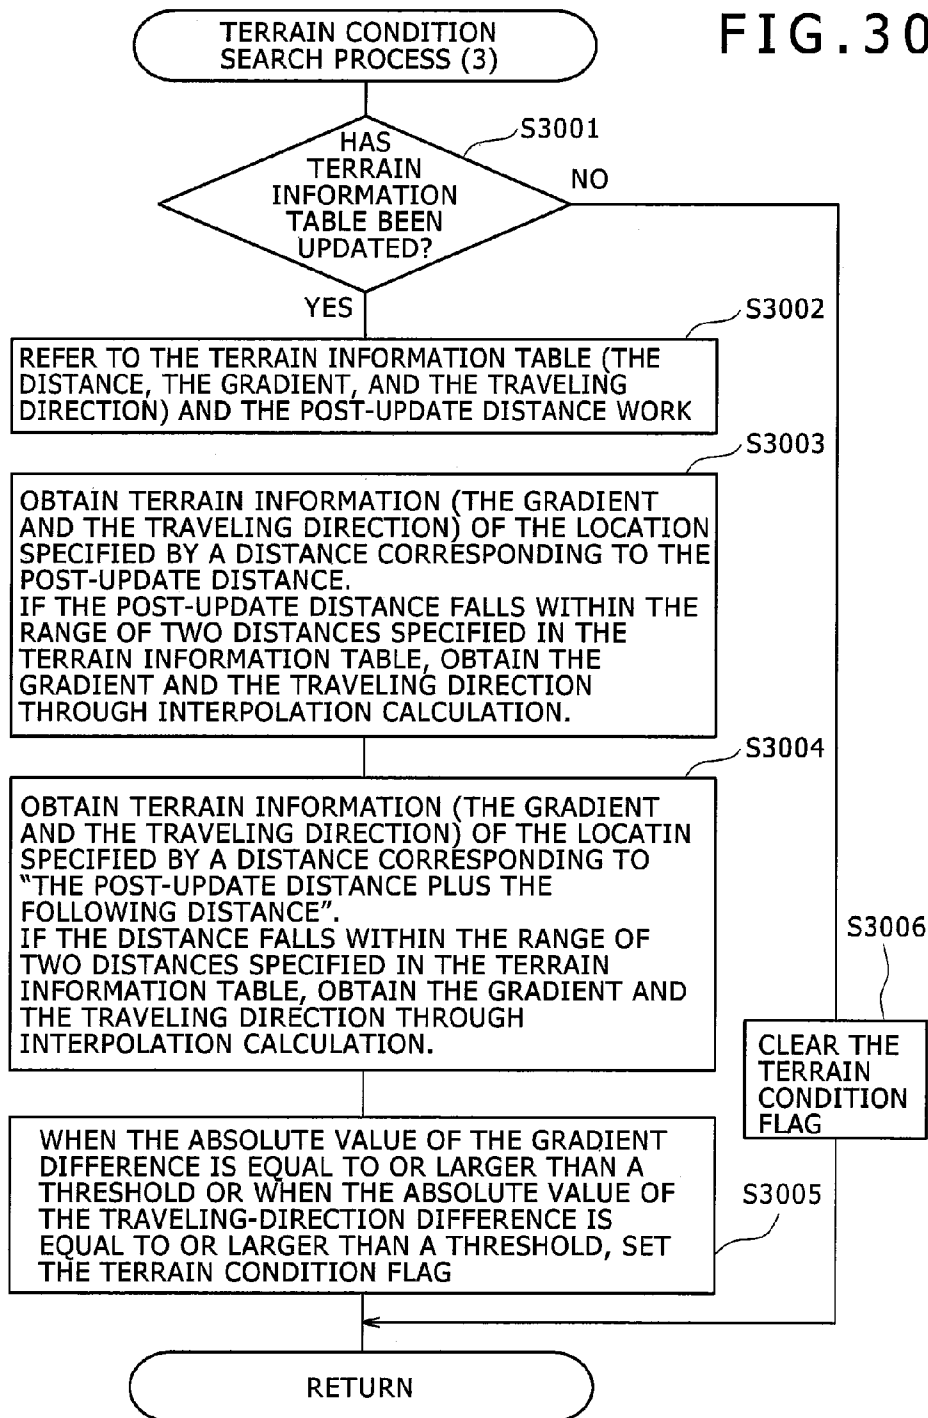 FIG.30
TERRAIN CONDITION
SEARCH PROCESS (3)
S3001
HAS
TERRAIN
INFORMATION
TABLE BEEN
UPDATED?
NO
YES
S3002
REFER TO THE TERRAIN INFORMATION TABLE (THE
DISTANCE, THE GRADIENT, AND THE TRAVELING
DIRECTION) AND THE POST-UPDATE DISTANCE WORK
S3003
OBTAIN TERRAIN INFORMATION (THE GRADIENT
AND THE TRAVELING DIRECTION) OF THE LOCATION
SPECIFIED BY A DISTANCE CORRESPONDING TO THE
POST-UPDATE DISTANCE.
IF THE POST-UPDATE DISTANCE FALLS WITHIN THE
RANGE OF TWO DISTANCES SPECIFIED IN THE
TERRAIN INFORMATION TABLE, OBTAIN THE
GRADIENT AND THE TRAVELING DIRECTION
THROUGH INTERPOLATION CALCULATION.
S3004
OBTAIN TERRAIN INFORMATION (THE GRADIENT
AND THE TRAVELING DIRECTION) OF THE LOCATIN
SPECIFIED BY A DISTANCE CORRESPONDING TO
“THE POST-UPDATE DISTANCE PLUS THE
FOLLOWING DISTANCE”.
IF THE DISTANCE FALLS WITHIN THE RANGE OF
TWO DISTANCES SPECIFIED IN THE TERRAIN
INFORMATION TABLE, OBTAIN THE GRADIENT AND
THE TRAVELING DIRECTION THROUGH
INTERPOLATION CALCULATION.
S3006
CLEAR THE
TERRAIN
CONDITION
FLAG
WHEN THE ABSOLUTE VALUE OF THE GRADIENT
DIFFERENCE IS EQUAL TO OR LARGER THAN A
THRESHOLD OR WHEN THE ABSOLUTE VALUE OF
THE TRAVELING-DIRECTION DIFFERENCE IS
EQUAL TO OR LARGER THAN A THRESHOLD, SET
THE TERRAIN CONDITION FLAG
S3005
RETURN